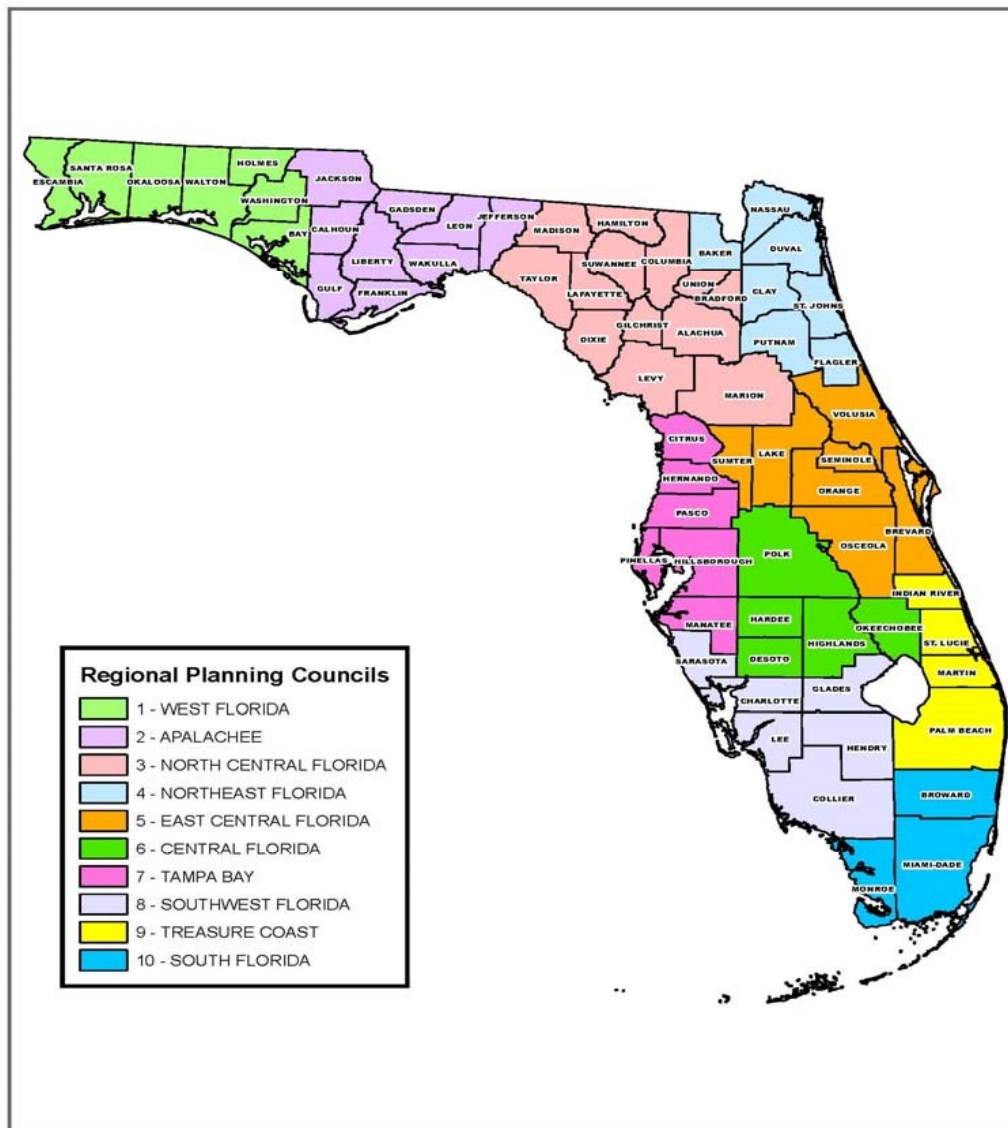 HOLMES
JACKSON
SANTA ROSA
ESCAMBIA
OKALOOSA
WALTON
WASHINGTON
BAY
CALHOUN
GADSDEN
LEON
JEFFERSON
LIBERTY
WAKULLA
GULF
FRANKLIN
MADISON
HAMILTON
TAYLOR
SUWANNEE
COLUMBIA
LAFAYETTE
UNION
BRADFORD
DIXIE
GILCHRIST
ALACHUA
LEVY
MARION
NASSAU
BAKER
DUVAL
CLAY
ST. JOHNS
PUTNAM
FLAGLER
VOLUSIA
CITRUS
SUMTER
LAKE
SEMINOLE
HERNANDO
ORANGE
PASCO
BREVARD
OSCEOLA
PINELLAS
HILLSBOROUGH
POLK
INDIAN RIVER
MANATEE
HARDEE
OKEECHOBEE
HIGHLANDS
ST. LUCIE
SARASOTA
DESOTO
MARTIN
CHARLOTTE
GLADES
PALM BEACH
LEE
HENDRY
COLLIER
BROWARD
MIAMI-DADE
MONROE
Regional Planning Councils
1 - WEST FLORIDA
2 - APALACHEE
3 - NORTH CENTRAL FLORIDA
4 - NORTHEAST FLORIDA
5 - EAST CENTRAL FLORIDA
6 - CENTRAL FLORIDA
7 - TAMPA BAY
8 - SOUTHWEST FLORIDA
9 - TREASURE COAST
10 - SOUTH FLORIDA